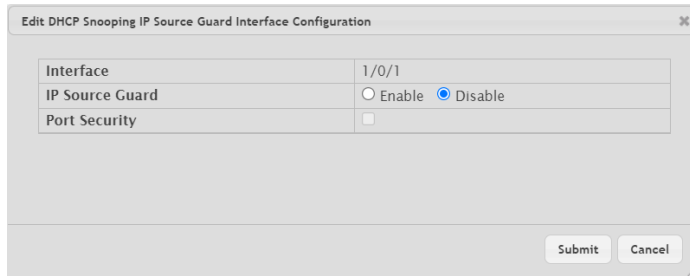 Edit DHCP Snooping IP Source Guard Interface Configuration
Interface 1/0/1
IP Source Guard Enable Disable
Port Security
Submit Cancel